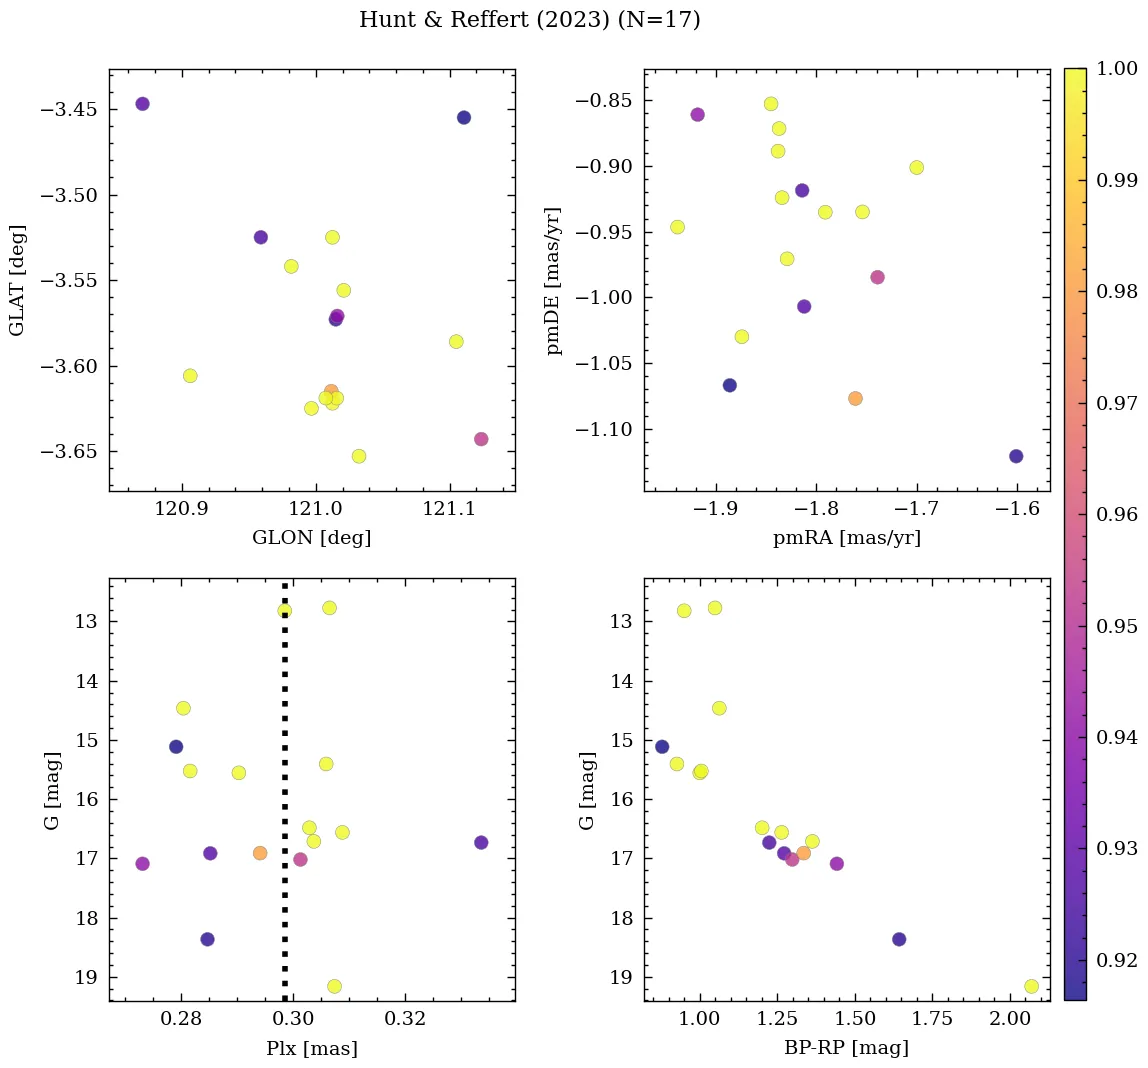 Hunt & Reffert (2023) (N=17)
−3.45
−3.50
−3.55
−3.60
−3.65
GLAT [deg]
120.9 121.0 121.1
GLON [deg]
−0.85
−0.90
−0.95
−1.00
−1.05
−1.10
pmDE [mas/yr]
−1.9 −1.8 −1.7 −1.6
pmRA [mas/yr]
13
14
15
16
17
18
19
G [mag]
0.28 0.30 0.32
Plx [mas]
13
14
15
16
17
18
19
G [mag]
1.00 1.25 1.50 1.75 2.00
BP-RP [mag]
1.00
0.99
0.98
0.97
0.96
0.95
0.94
0.93
0.92